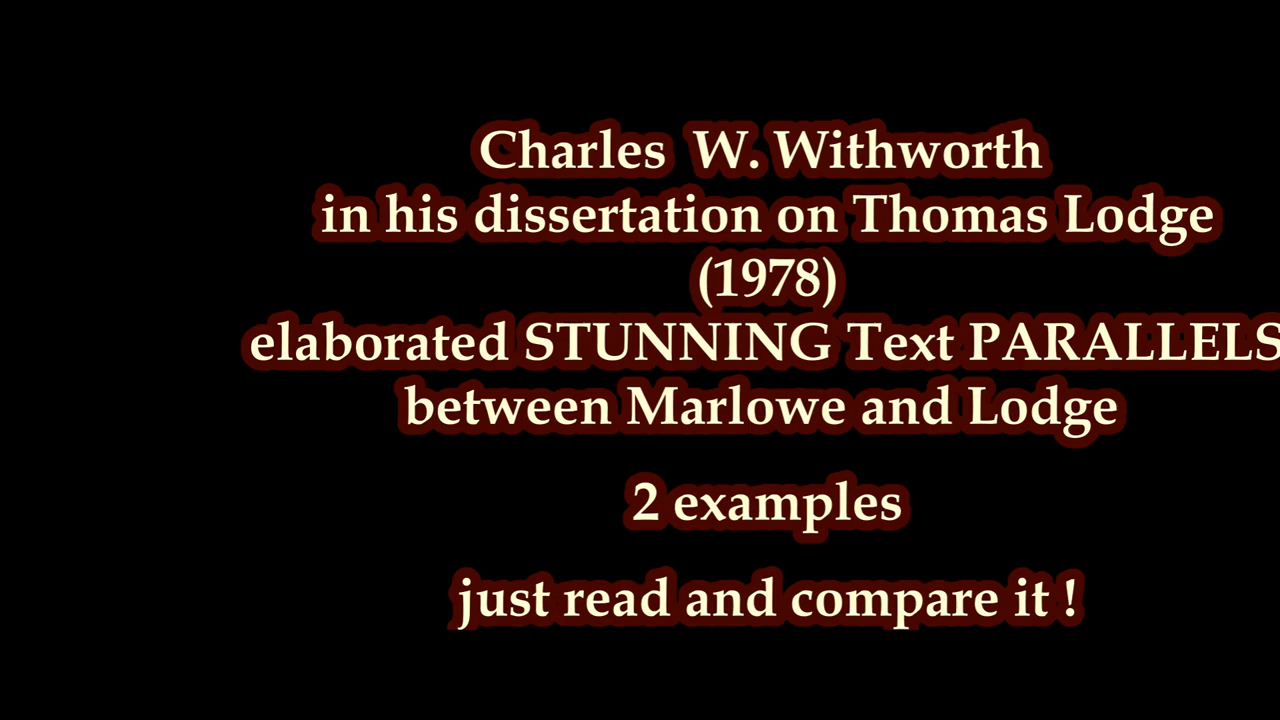 Charles W. Withworth
in his dissertation on Thomas Lodge
(1978)
elaborated STUNNING Text PARALLELS
between Marlowe and Lodge
2 examples
just read and compare it !